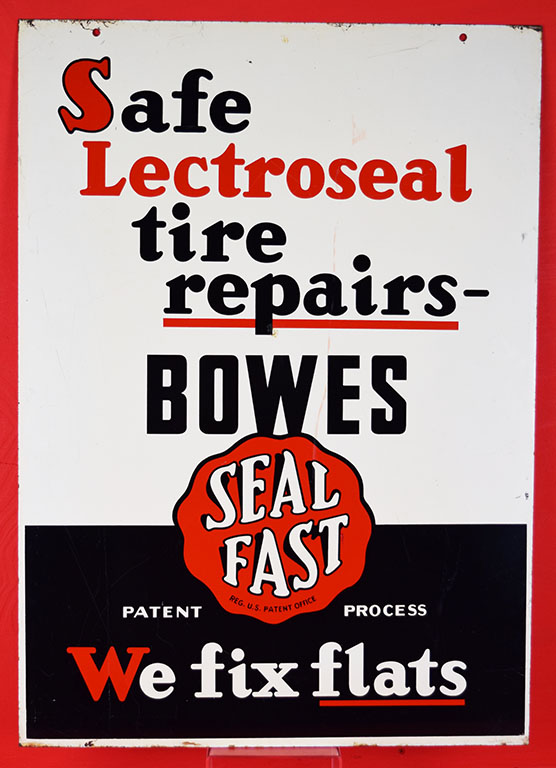 Safe
Lectroseal
tire
repairs-
BOWES
SEAL
FAST
REG. U.S. PATENT OFFICE
PATENT PROCESS
We fix flats